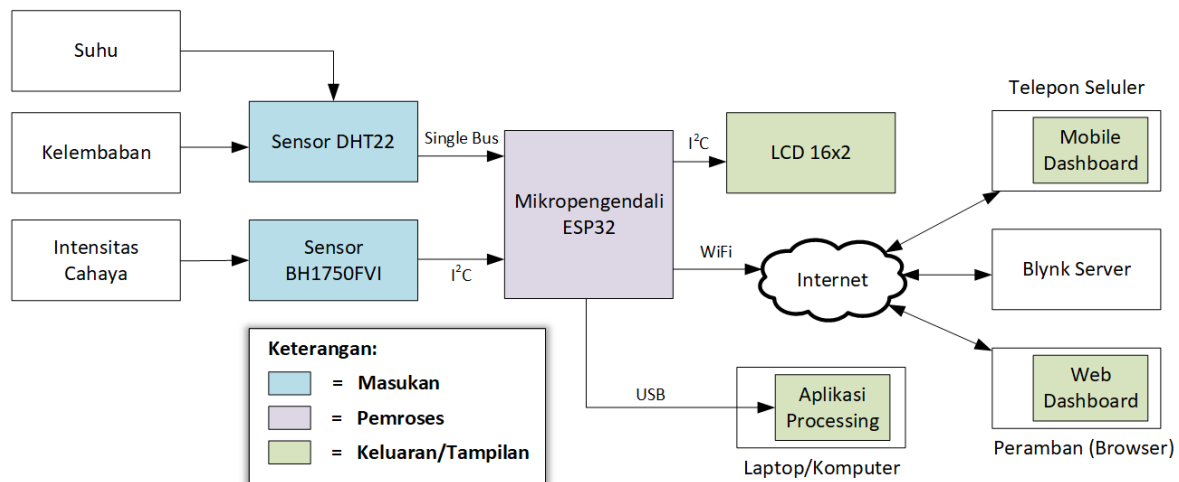 Suhu
Kelembaban
Intensitas
Cahaya
Sensor DHT22
Sensor
BH1750FVI
Single Bus
I²C
Mikropengendali
ESP32
I²C
WiFi
USB
LCD 16x2
Internet
Telepon Seluler
Mobile
Dashboard
Blynk Server
Web
Dashboard
Peramban (Browser)
Aplikasi
Processing
Laptop/Komputer
Keterangan:
= Masukan
= Pemroses
= Keluaran/Tampilan